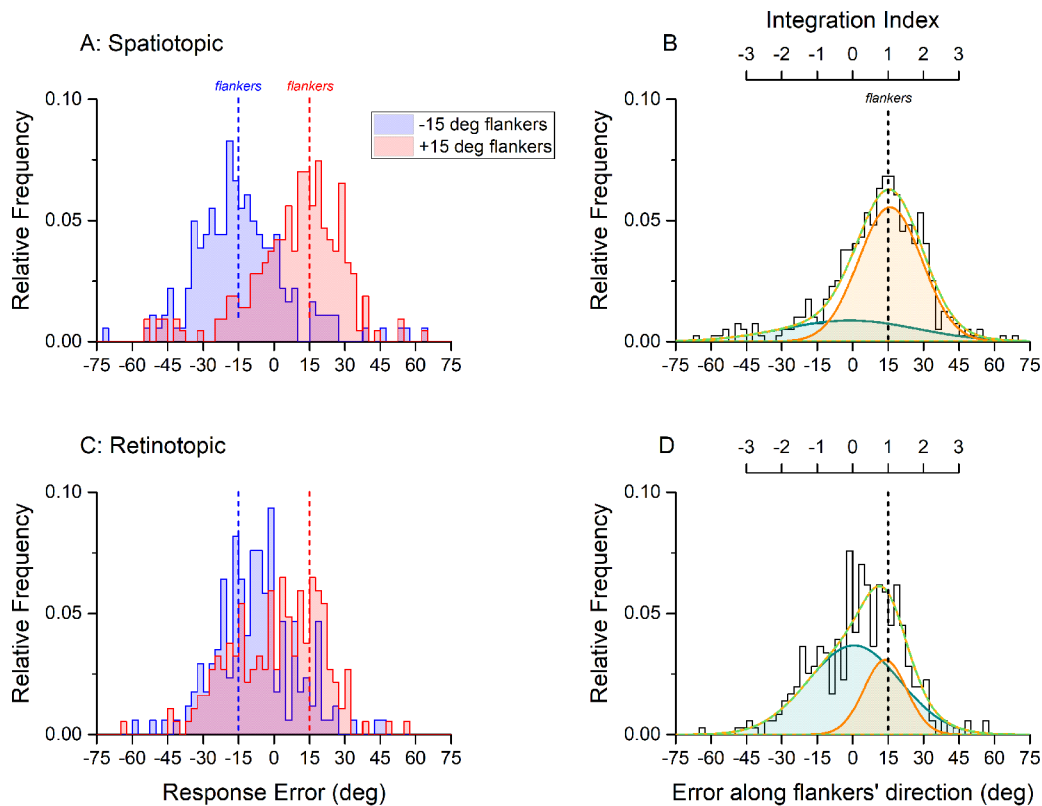 Integration Index
A: Spatiotopic
B
-3 -2 -1 0 1 2 3
flankers flankers
flankers
-15 deg flankers
+15 deg flankers
0.10
0.05
0.00
Relative Frequency
-75 -60 -45 -30 -15 0 15 30 45 60 75
0.10
0.05
0.00
Relative Frequency
-75 -60 -45 -30 -15 0 15 30 45 60 75
C: Retinotopic
D
-3 -2 -1 0 1 2 3
0.10
0.05
0.00
Relative Frequency
-75 -60 -45 -30 -15 0 15 30 45 60 75
Response Error (deg)
0.10
0.05
0.00
Relative Frequency
-75 -60 -45 -30 -15 0 15 30 45 60 75
Error along flankers' direction (deg)